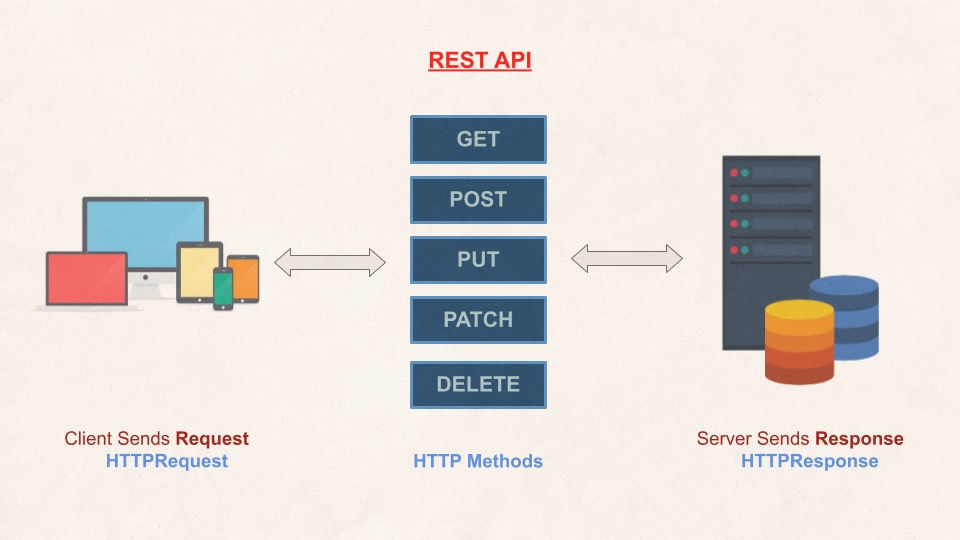 REST API
GET
POST
PUT
PATCH
DELETE
Client Sends Request
HTTPRequest
HTTP Methods
Server Sends Response
HTTPResponse